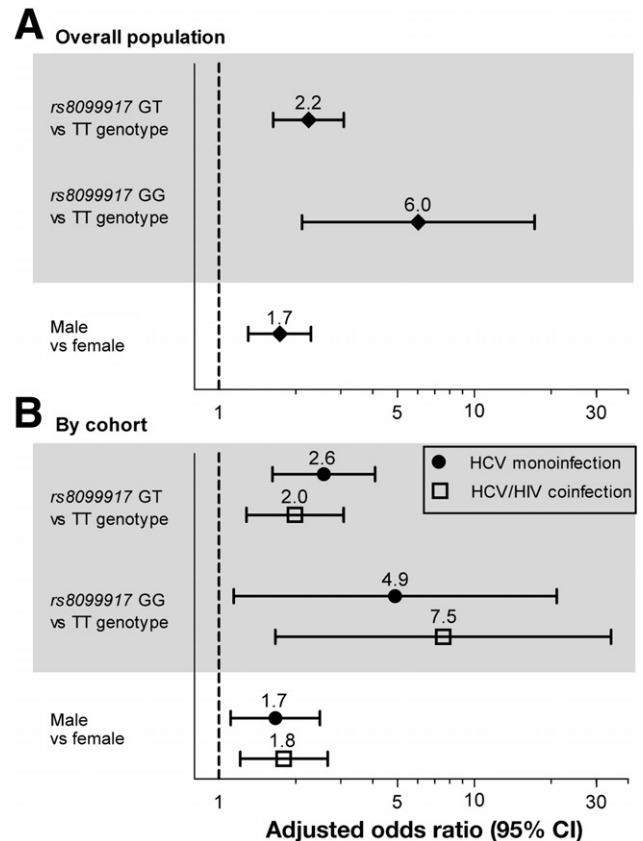 A Overall population
rs8099917 GT
vs TT genotype
2.2
rs8099917 GG
vs TT genotype
6.0
Male
vs female
1.7
1 5 10 30
B By cohort
HCV monoinfection
HCV/HIV coinfection
rs8099917 GT
vs TT genotype
2.6
2.0
rs8099917 GG
vs TT genotype
4.9
7.5
Male
vs female
1.7
1.8
1 5 10 30
Adjusted odds ratio (95% CI)